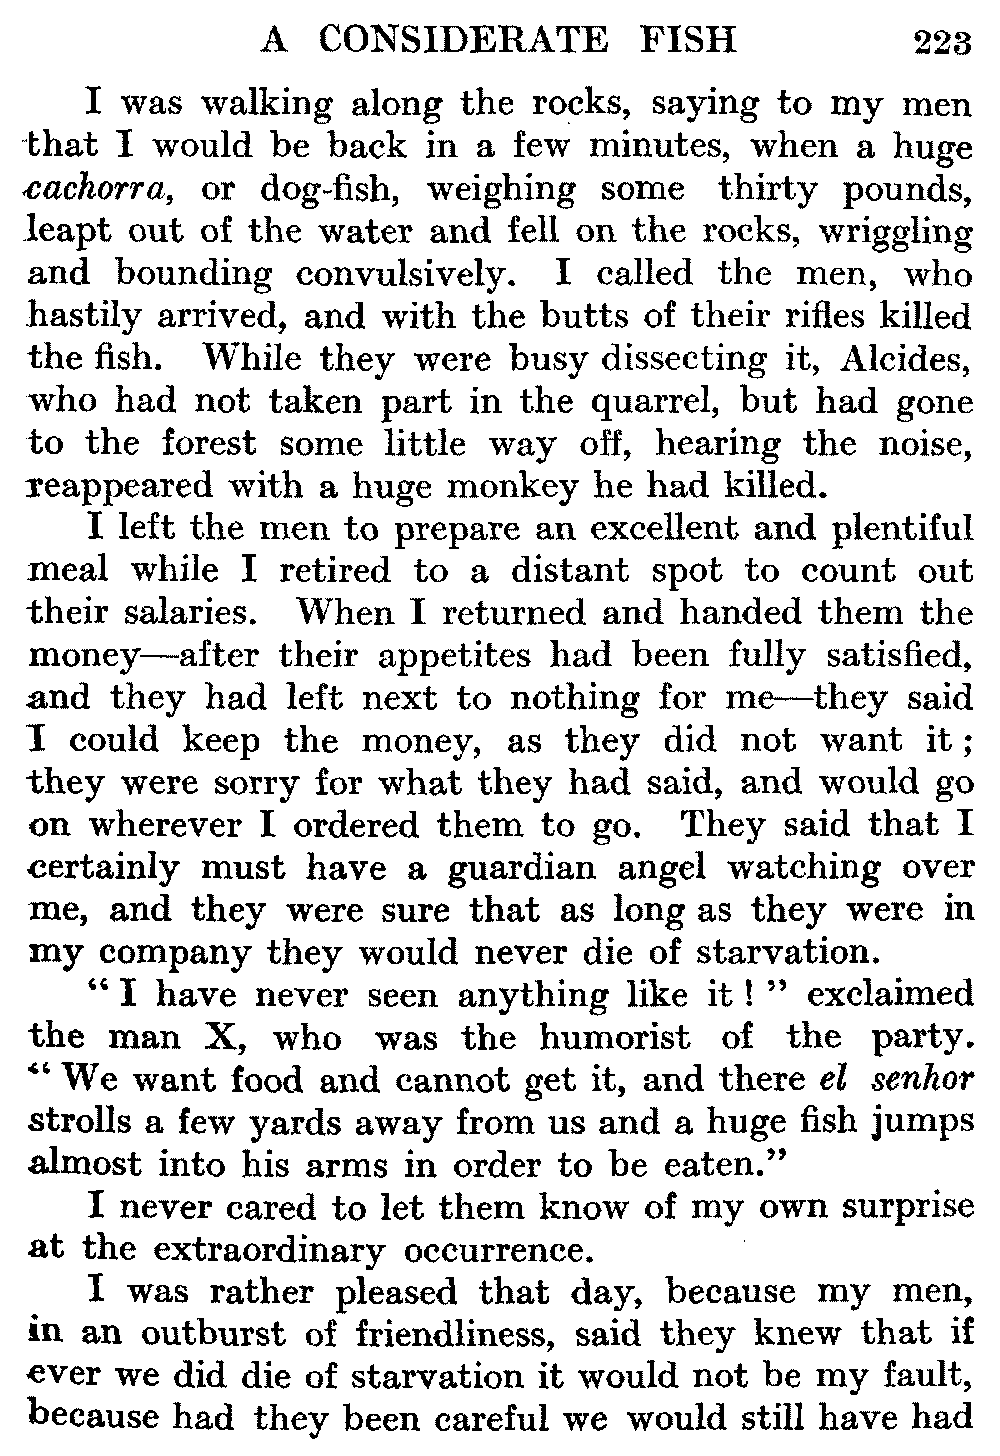 A CONSIDERATE FISH 223
I was walking along the rocks, saying to my men
that I would be back in a few minutes, when a huge
cachorra, or dog-fish, weighing some thirty pounds,
leapt out of the water and fell on the rocks, wriggling
and bounding convulsively. I called the men, who
hastily arrived, and with the butts of their rifles killed
the fish. While they were busy dissecting it, Alcides,
who had not taken part in the quarrel, but had gone
to the forest some little way off, hearing the noise,
reappeared with a huge monkey he had killed.
I left the men to prepare an excellent and plentiful
meal while I retired to a distant spot to count out
their salaries. When I returned and handed them the
money—after their appetites had been fully satisfied,
and they had left next to nothing for me—they said
I could keep the money, as they did not want it ;
they were sorry for what they had said, and would go
on wherever I ordered them to go. They said that I
certainly must have a guardian angel watching over
me, and they were sure that as long as they were in
my company they would never die of starvation.
“ I have never seen anything like it ! ” exclaimed
the man X, who was the humorist of the party.
“ We want food and cannot get it, and there el senhor
strolls a few yards away from us and a huge fish jumps
almost into his arms in order to be eaten.”
I never cared to let them know of my own surprise
at the extraordinary occurrence.
I was rather pleased that day, because my men,
in an outburst of friendliness, said they knew that if
ever we did die of starvation it would not be my fault,
because had they been careful we would still have had